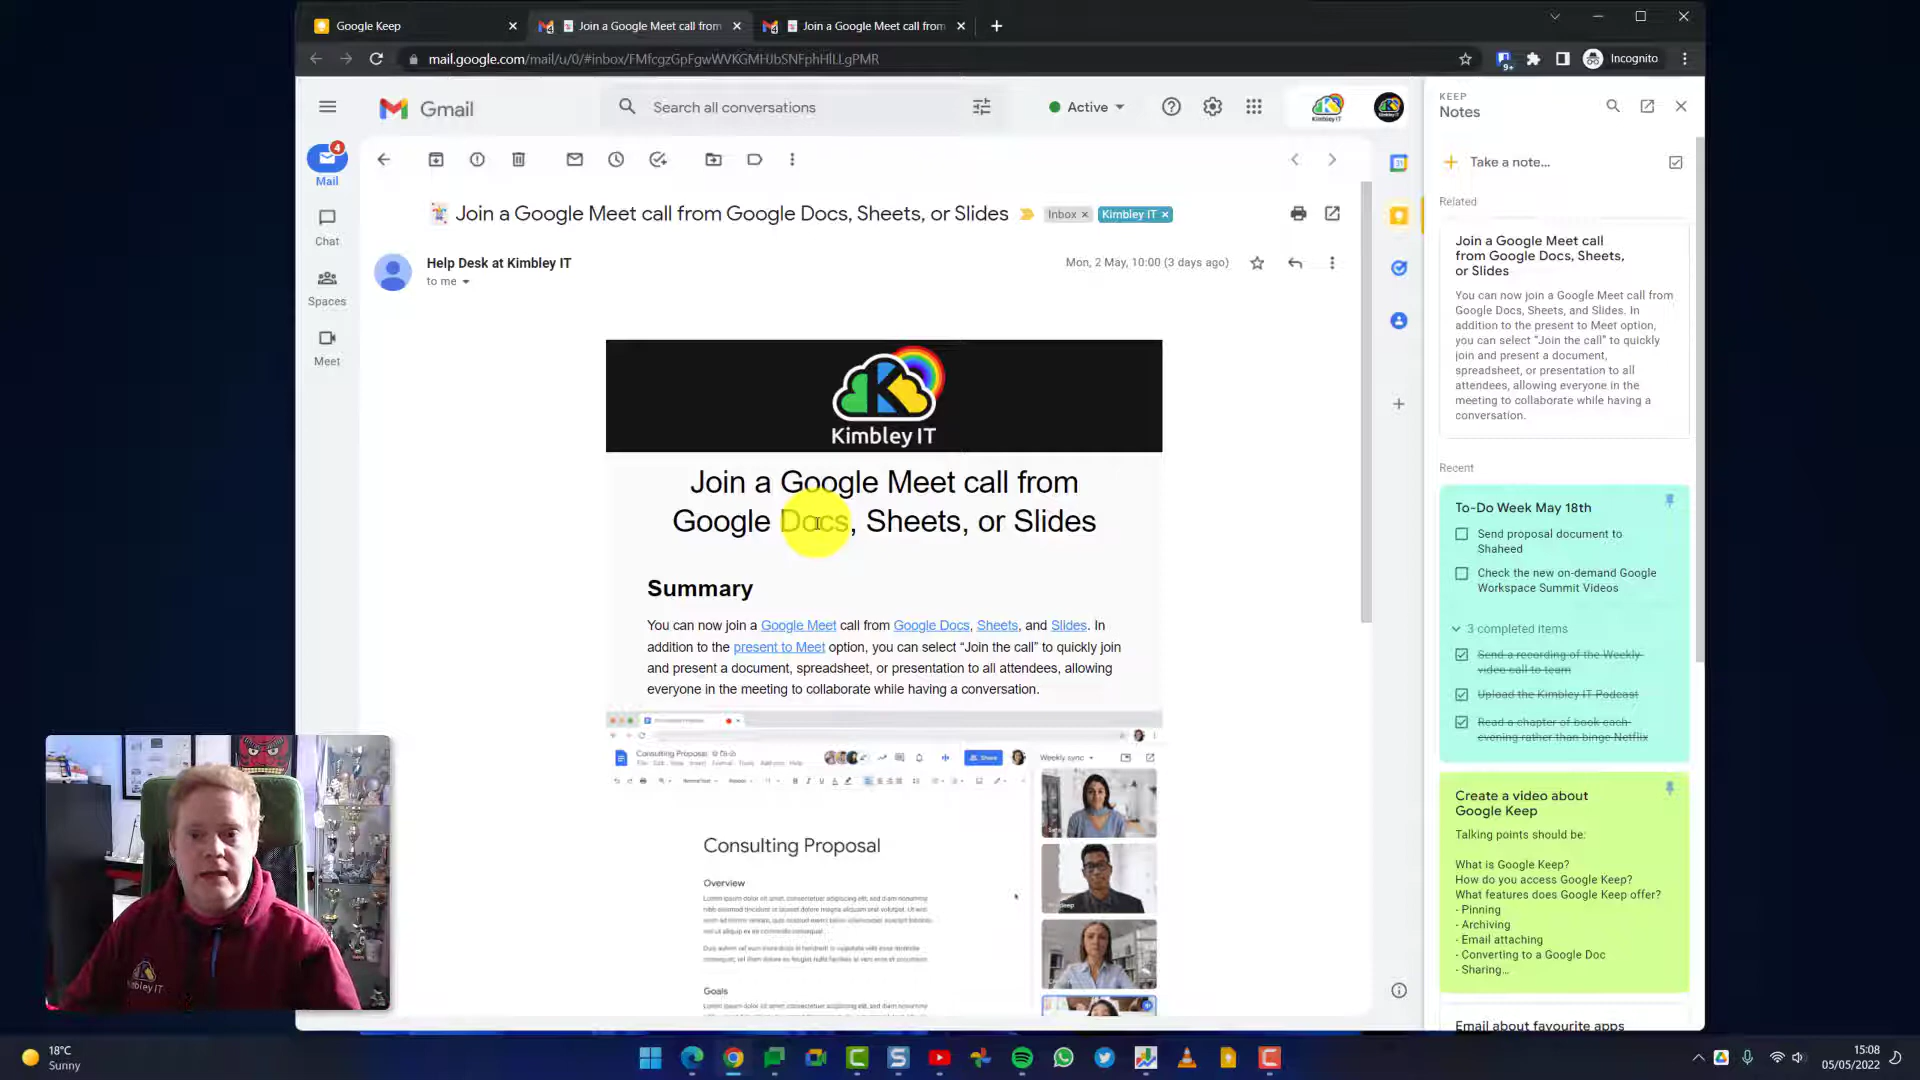 Google Keep
Join a Google Meet call from
Join a Google Meet call from
mail.google.com/mail/u/0/#inbox/FMfcgzGpFgwWVKGMHJbSNFphHlLLgPMR
9+
Incognito
Gmail
Search all conversations
Active
Kimbley IT
4
Mail
Chat
Spaces
Meet
Join a Google Meet call from Google Docs, Sheets, or Slides
Inbox ×
Kimbley IT ×
Help Desk at Kimbley IT
to me
Mon, 2 May, 10:00 (3 days ago)
Kimbley IT
Join a Google Meet call from
Google Docs, Sheets, or Slides
Summary
You can now join a Google Meet call from Google Docs, Sheets, and Slides. In
addition to the present to Meet option, you can select “Join the call” to quickly join
and present a document, spreadsheet, or presentation to all attendees, allowing
everyone in the meeting to collaborate while having a conversation.
Consulting Proposal
Share
Weekly sync
Consulting Proposal
Overview
Goals
KEEP
Notes
Take a note...
Related
Join a Google Meet call
from Google Docs, Sheets,
or Slides
You can now join a Google Meet call from
Google Docs, Sheets, and Slides. In
addition to the present to Meet option,
you can select "Join the call" to quickly
join and present a document,
spreadsheet, or presentation to all
attendees, allowing everyone in the
meeting to collaborate while having a
conversation.
Recent
To-Do Week May 18th
Send proposal document to
Shaheed
Check the new on-demand Google
Workspace Summit Videos
3 completed items
Send a recording of the Weekly
video call to team
Upload the Kimbley IT Podcast
Read a chapter of book each
evening rather than binge Netflix
Create a video about
Google Keep
Talking points should be:
What is Google Keep?
How do you access Google Keep?
What features does Google Keep offer?
- Pinning
- Archiving
- Email attaching
- Converting to a Google Doc
- Sharing...
Email about favourite apps
Kimbley IT
18°C
Sunny
15:08
05/05/2022